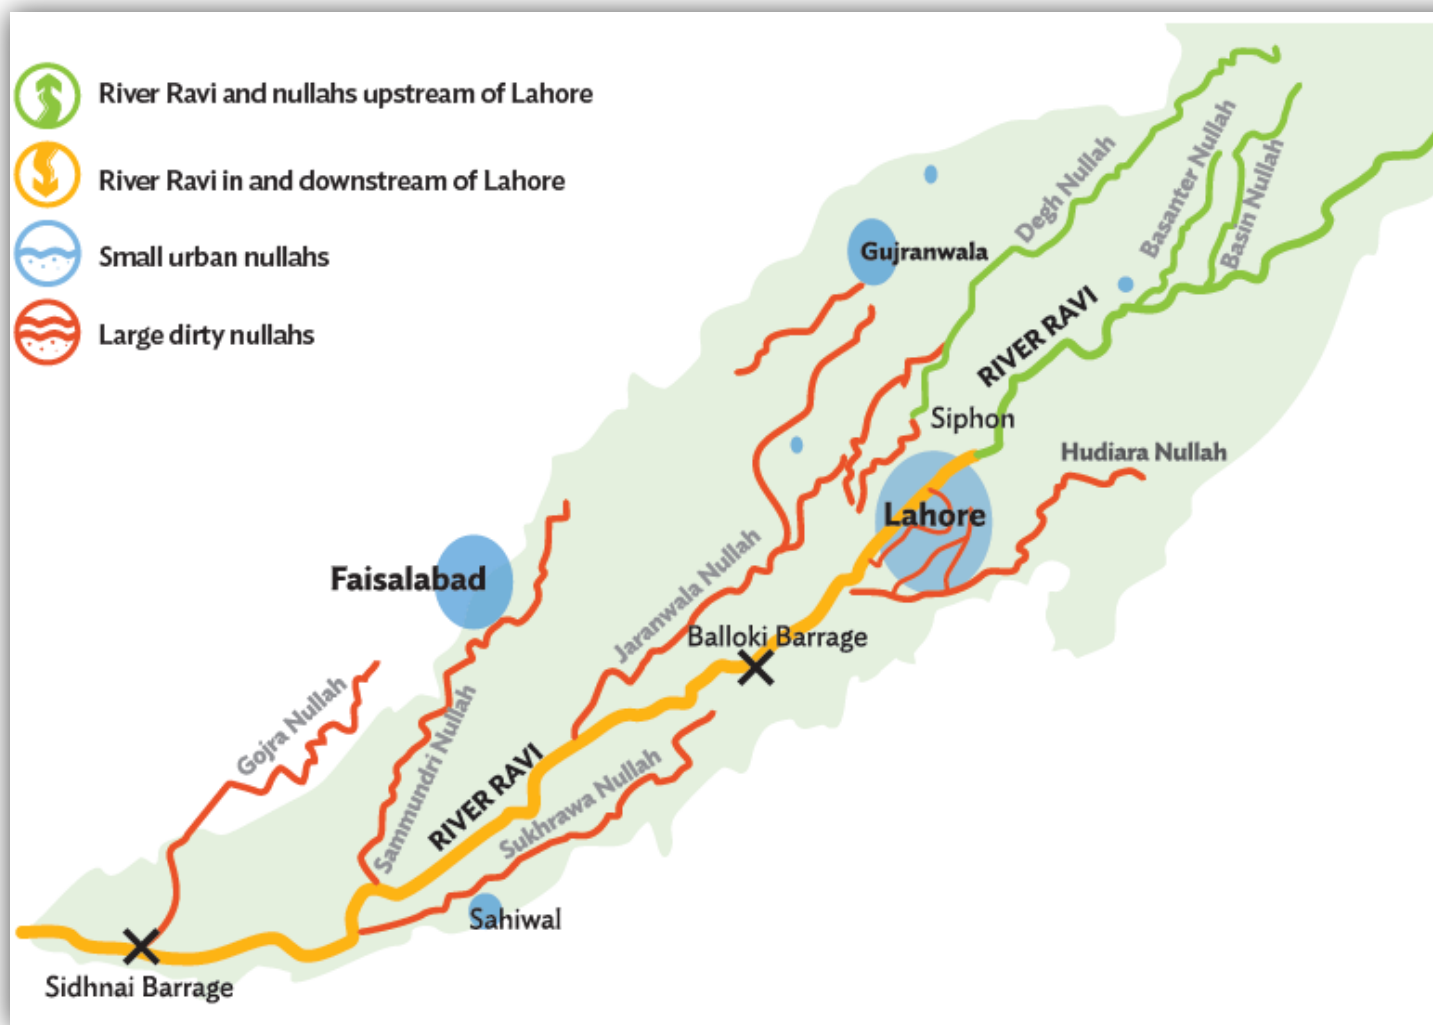 River Ravi and nullahs upstream of Lahore
River Ravi in and downstream of Lahore
Small urban nullahs
Large dirty nullahs
Degh Nullah
Basanter Nullah
Basin Nullah
Gujranwala
RIVER RAVI
Siphon
Hudiara Nullah
Lahore
Faisalabad
Jaranwala Nullah
Balloki Barrage
Gojra Nullah
Sammundri Nullah
RIVER RAVI
Sukhrawa Nullah
Sahiwal
Sidhnai Barrage